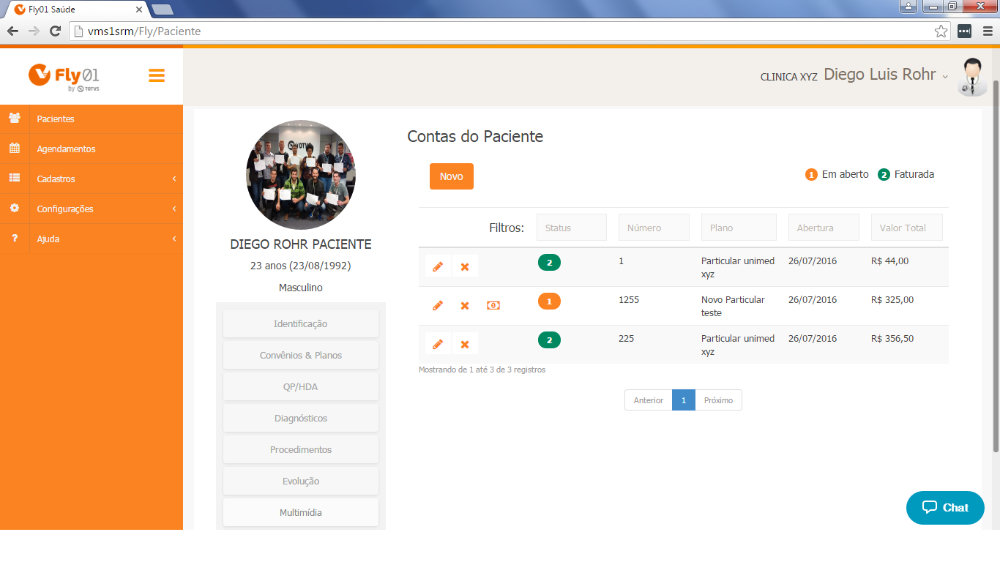 Fly01 Saúde
vms1srm/Fly/Paciente
Fly01
by TOTVS
CLINICA XYZ Diego Luis Rohr
Pacientes
Agendamentos
Cadastros
Configurações
? Ajuda
TOTVS
DIEGO ROHR PACIENTE
23 anos (23/08/1992)
Masculino
Identificação
Convênios & Planos
QP/HDA
Diagnósticos
Procedimentos
Evolução
Multimídia
Contas do Paciente
Novo
1 Em aberto 2 Faturada
Filtros: Status Número Plano Abertura Valor Total
2 1 Particular unimed 26/07/2016 R$ 44,00
xyz
1 1255 Novo Particular 26/07/2016 R$ 325,00
teste
2 225 Particular unimed 26/07/2016 R$ 356,50
xyz
Mostrando de 1 até 3 de 3 registros
Anterior 1 Próximo
Chat